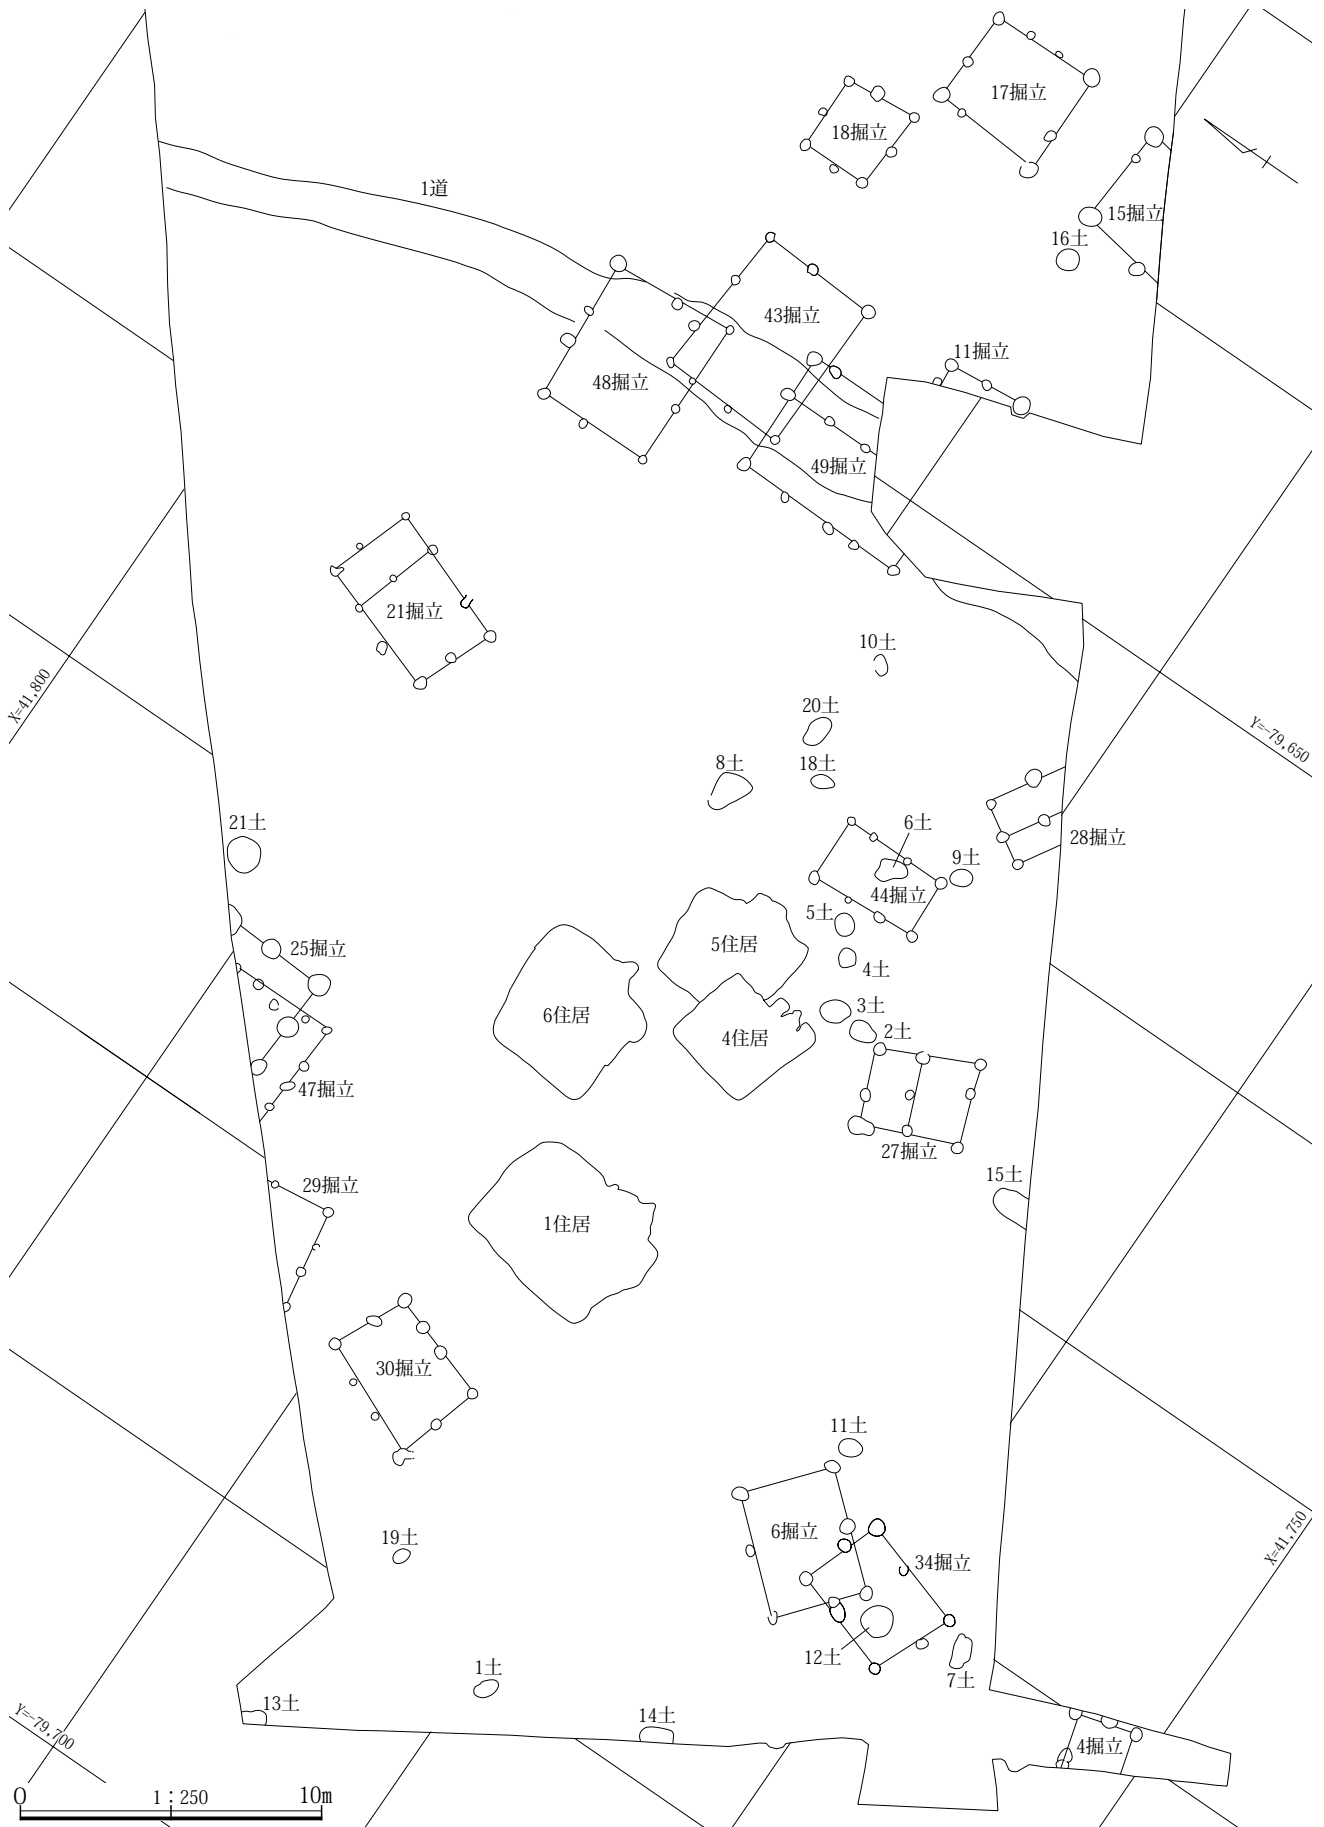 17掘立
18掘立
1道
15掘立
16土
43掘立
11掘立
48掘立
49掘立
21掘立
10土
X=41,800
20土
Y=-79,650
8土
18土
21土
6土
28掘立
9土
44掘立
5土
5住居
25掘立
4土
3土
6住居
2土
4住居
47掘立
27掘立
15土
29掘立
1住居
30掘立
11土
6掘立
X=41,750
19土
34掘立
12土
1土
7土
13土
14土
Y=-79,700
4掘立
0 1：250 10m